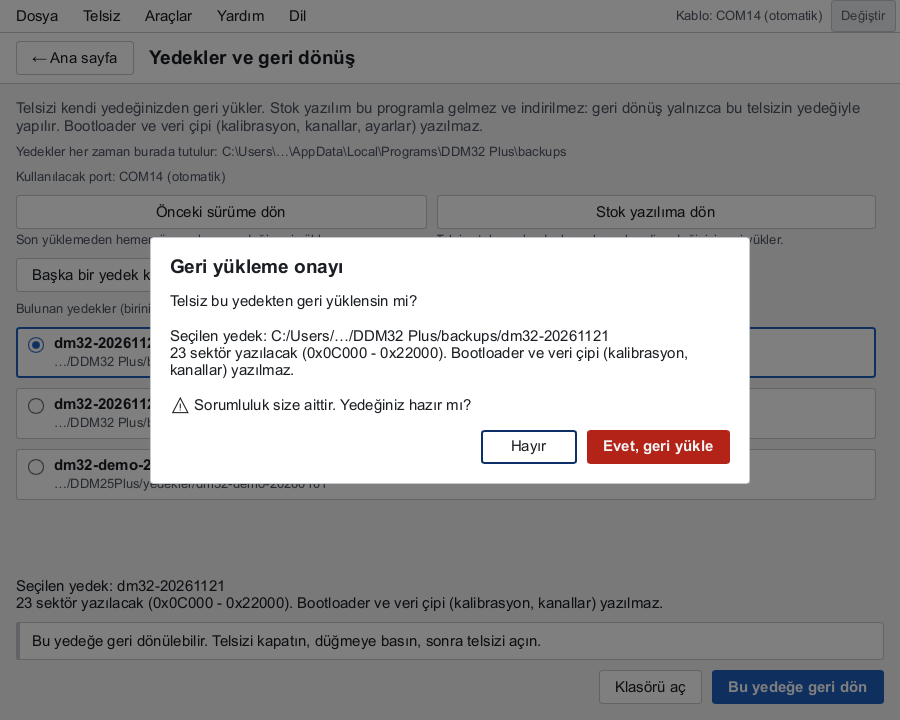 Dosya Telsiz Araçlar Yardım Dil Kablo: COM14 (otomatik) Değiştir
← Ana sayfa Yedekler ve geri dönüş
Telsizi kendi yedeğinizden geri yükler. Stok yazılım bu programla gelmez ve indirilmez: geri dönüş yalnızca bu telsizin yedeğiyle
yapılır. Bootloader ve veri çipi (kalibrasyon, kanallar, ayarlar) yazılmaz.
Yedekler her zaman burada tutulur: C:\Users\…\AppData\Local\Programs\DDM32 Plus\backups
Kullanılacak port: COM14 (otomatik)
Önceki sürüme dön Stok yazılıma dön
Son yüklemeden
Başka bir yedek
Bulunan yedekler
dm32-2026112
…/DDM32 Plus/
dm32-2026112
…/DDM32 Plus/
dm32-demo-2
…/DDM25Plus/yedekler/dm32-demo-20260101
Geri yükleme onayı
Telsiz bu yedekten geri yüklensin mi?
Seçilen yedek: C:/Users/…/DDM32 Plus/backups/dm32-20261121
23 sektör yazılacak (0x0C000 - 0x22000). Bootloader ve veri çipi (kalibrasyon,
kanallar) yazılmaz.
⚠ Sorumluluk size aittir. Yedeğiniz hazır mı?
Hayır Evet, geri yükle
Seçilen yedek: dm32-20261121
23 sektör yazılacak (0x0C000 - 0x22000). Bootloader ve veri çipi (kalibrasyon, kanallar) yazılmaz.
Bu yedeğe geri dönülebilir. Telsizi kapatın, düğmeye basın, sonra telsizi açın.
Klasörü aç Bu yedeğe geri dön